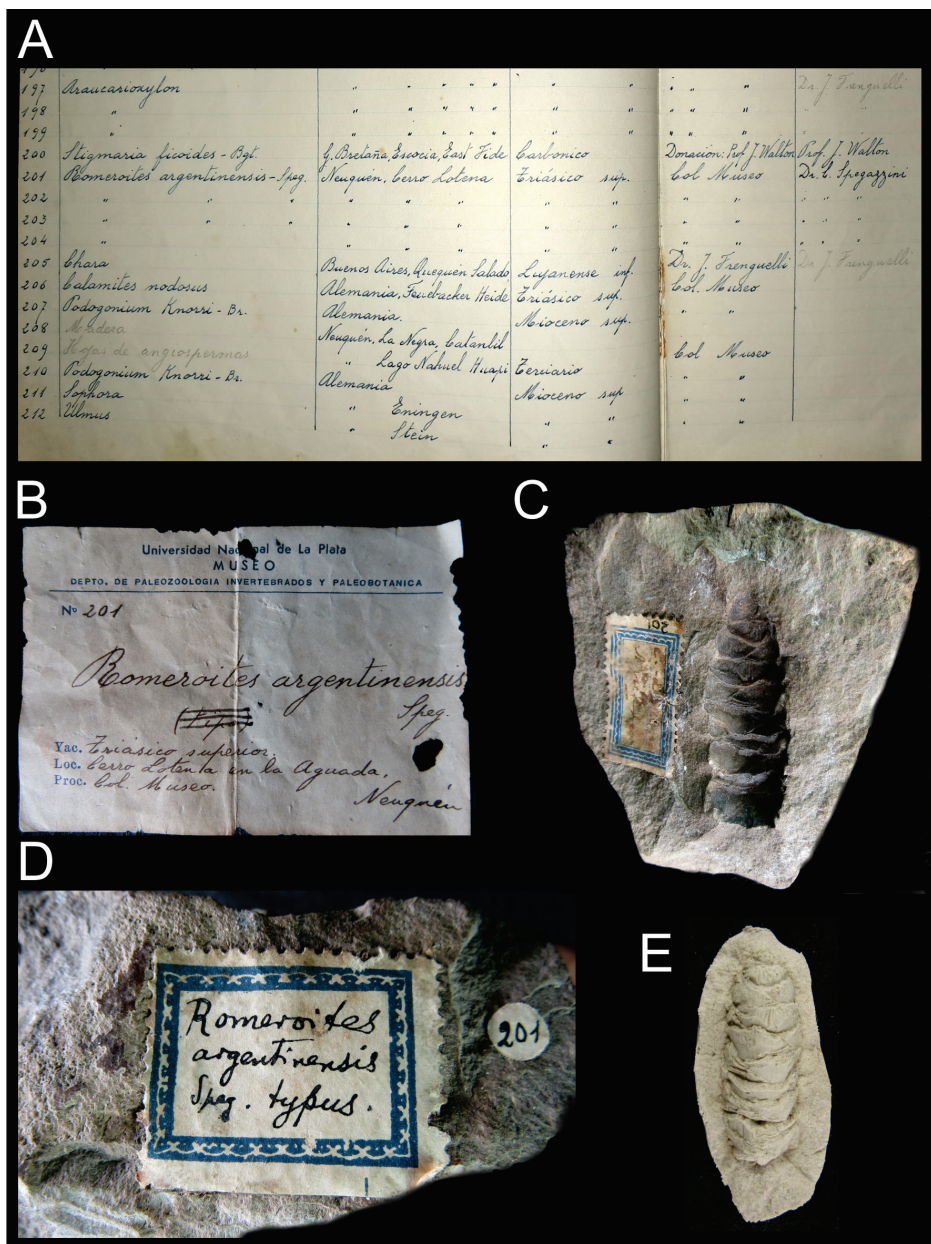 A
197 Araucarioxylon " " " " " " " " " " Dr. J. Frenguelli
198 " " " " " " " " " " "
199 " " " " " " " " " "
200 Stigmaria ficoides - Bgt. G. Bretaña, Escocia, East Fide Carbonico Donacion: Prof J. Walton Prof. J. Walton
201 Romeroites argentinensis - Speg. Neuquén, Cerro Lotena Triásico sup. Col Museo Dr. C. Spegazzini
202 " " " " " " " " " " " " "
203 " " " " " " " " " " " " "
204 " " " " " " " " " " "
205 Chara Buenos Aires, Quequén Salado Lujanense inf. Dr. J. Frenguelli Dr. J. Frenguelli
206 Calamites nodosus Alemania, Feuebacker Heide Triásico sup. Col. Museo
207 Podogonium Knorri - Br. Alemania. Mioceno sup. " "
208 Madera Neuquén, La Negra, Catanlil
209 Hojas de angiospermas " Lago Nahuel Huapi Terciario Col Museo
210 Podogonium Knorri - Br. Alemania Mioceno sup " "
211 Sophora " Eningen " " " "
212 Ulmus " Stein " "
B
Universidad Nacional de La Plata
MUSEO
DEPTO. DE PALEOZOOLOGIA INVERTEBRADOS Y PALEOBOTANICA
Nº 201
Romeroites argentinensis
(Tipo) Speg.
Yac. Triásico superior.
Loc. Cerro Lotena en la Aguada,
Proc. Col. Museo. Neuquén
C
201
D
Romeroites
argentinensis
Speg. typus.
201
E